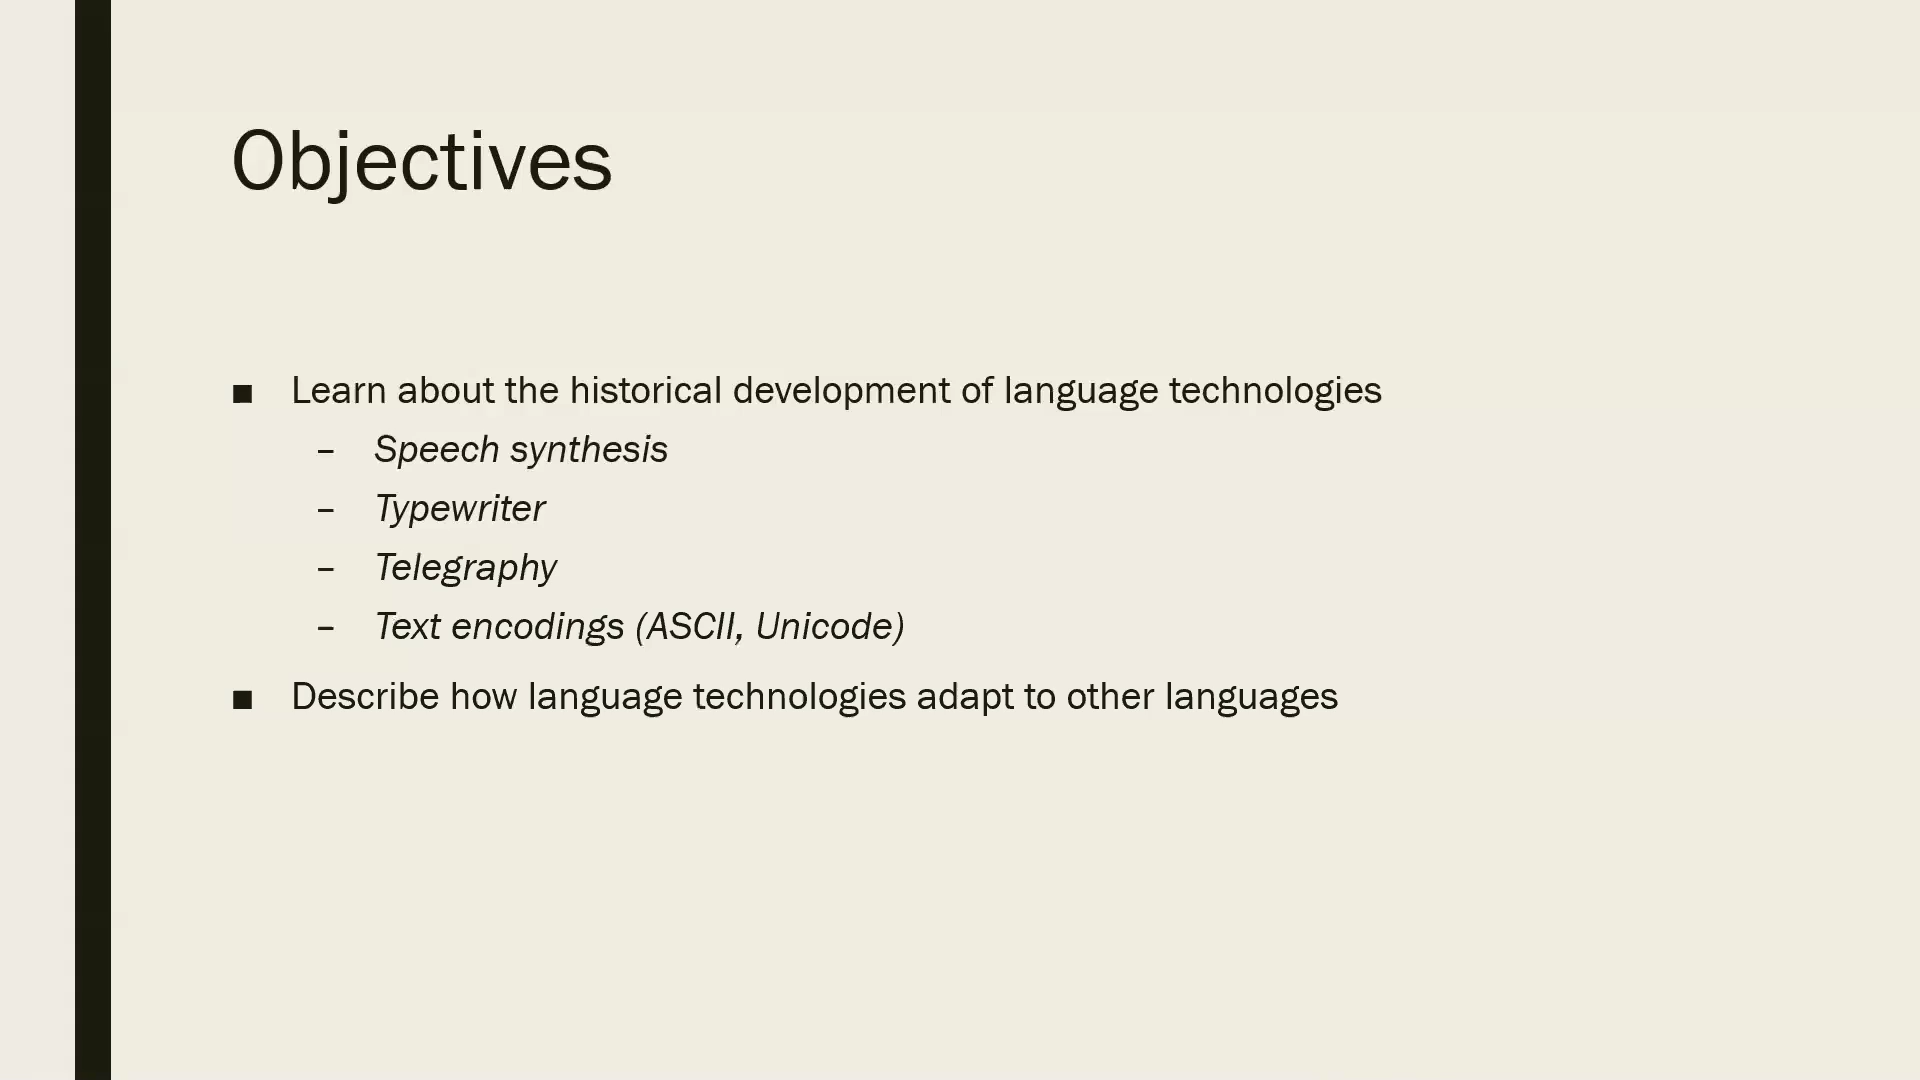 Objectives
■ Learn about the historical development of language technologies
– Speech synthesis
– Typewriter
– Telegraphy
– Text encodings (ASCII, Unicode)
■ Describe how language technologies adapt to other languages